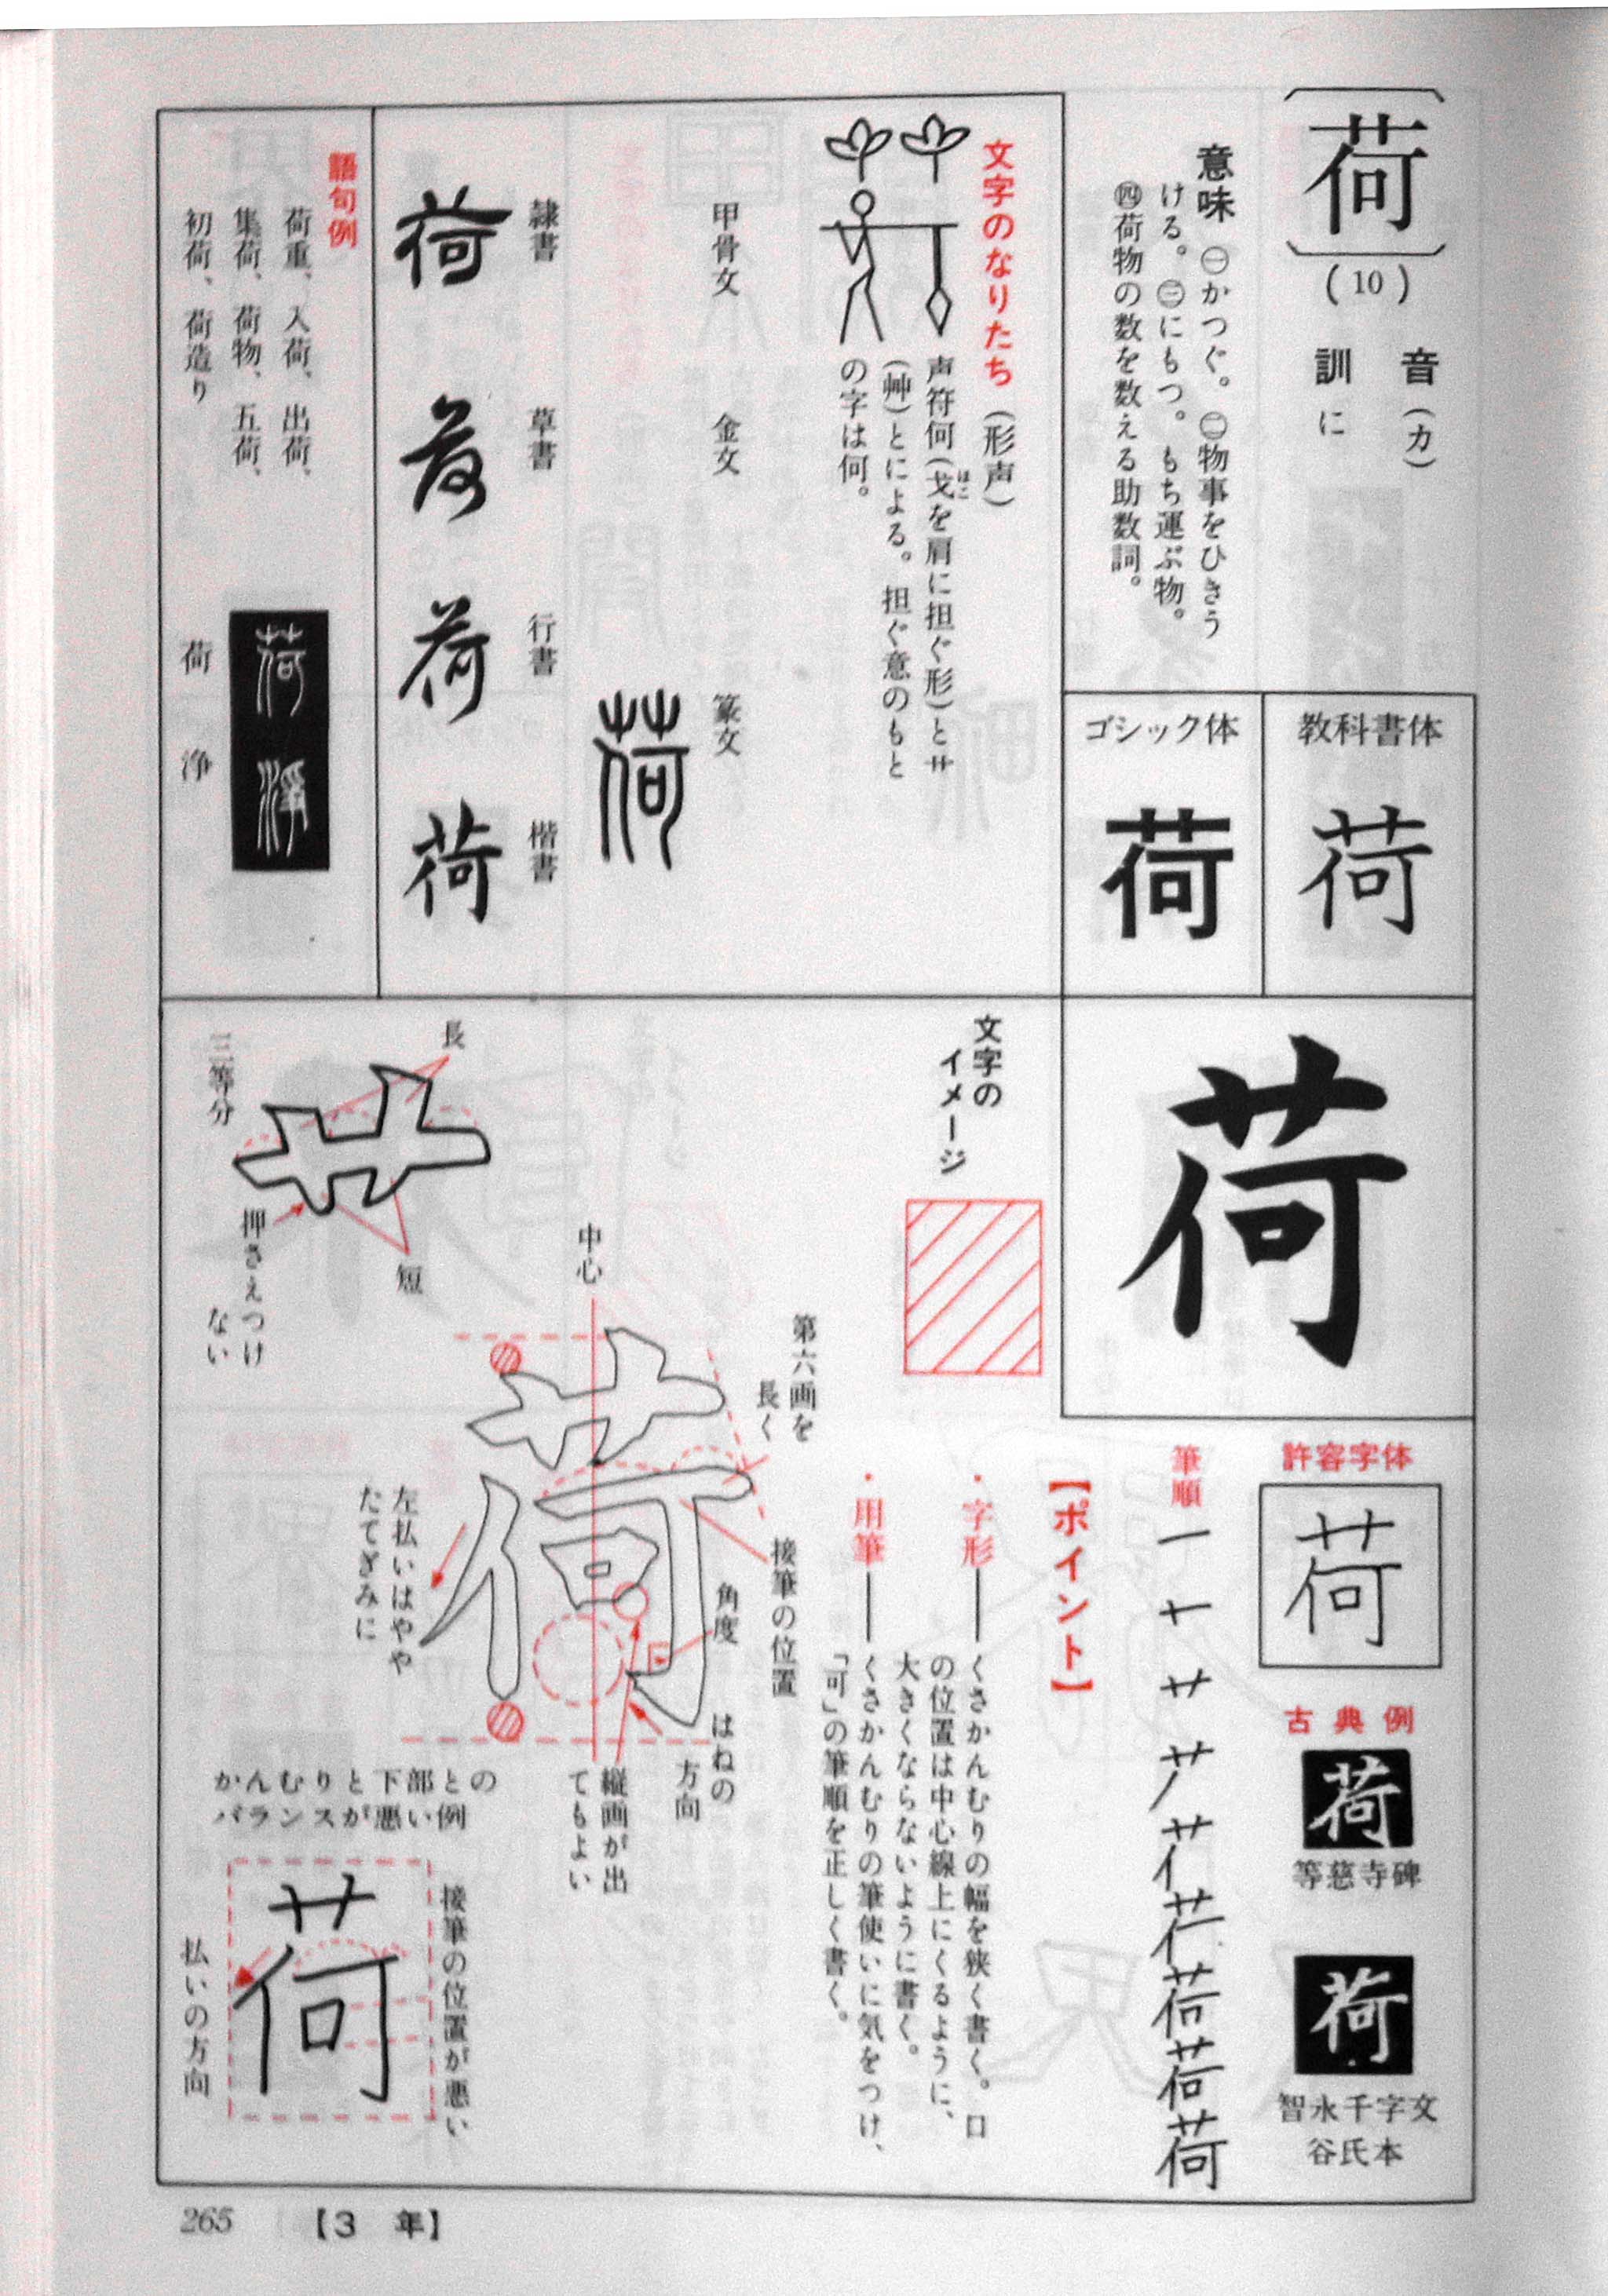 荷
(10)
音(カ)
訓 に
意味 ㊀かつぐ。㊁物事をひきう
ける。㊂にもつ。もち運ぶ物。
㊃荷物の数を数える助数詞。
教科書体
荷
ゴシック体
荷
荷
文字のなりたち(形声)
声符何(戈を肩に担ぐ形)と艹
ほこ
(艸)とによる。担ぐ意のもと
の字は何。
甲骨文
金文
篆文
荷
隷書
荷
草書
荷
行書
荷
楷書
荷
語句例
荷重、入荷、出荷、
集荷、荷物、五荷、
初荷、荷造り
荷淨
荷浄
許容字体
荷
古典例
荷
等慈寺碑
荷
智永千字文
谷氏本
筆順
荷
【ポイント】
・字形——くさかんむりの幅を狭く書く。口
の位置は中心線上にくるように、
大きくならないように書く。
・用筆——くさかんむりの筆使いに気をつけ、
「可」の筆順を正しく書く。
文字の
イメージ
第六画を
長く
接筆の位置
角度
はねの
方向
中心
縦画が出
てもよい
左払いはやや
たてぎみに
長
短
三等分
押さえつけ
ない
かんむりと下部との
バランスが悪い例
荷
接筆の位置が悪い
払いの方向
265
【3 年】